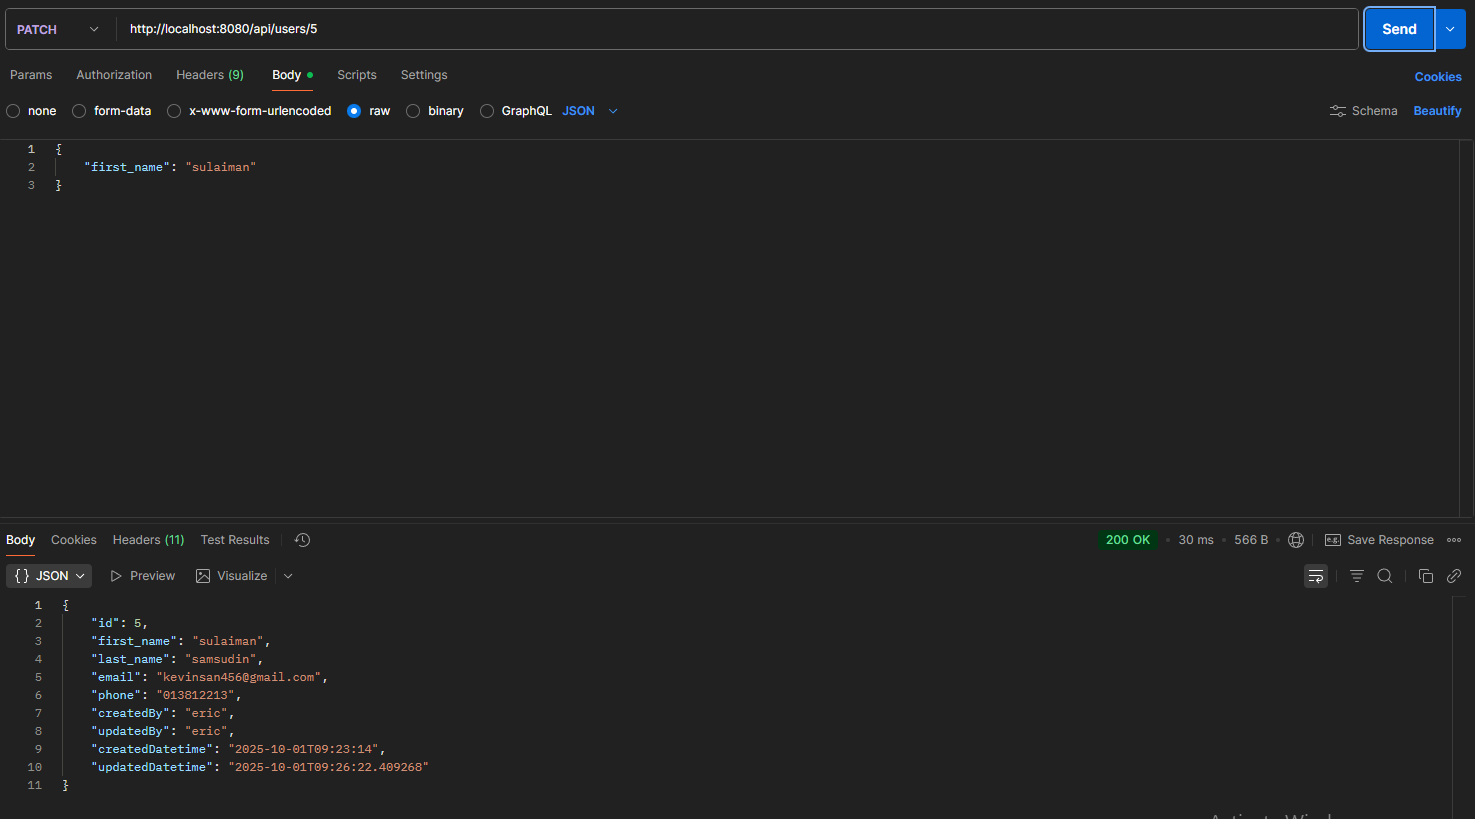 PATCH http://localhost:8080/api/users/5 Send
Params Authorization Headers (9) Body Scripts Settings Cookies
none form-data x-www-form-urlencoded raw binary GraphQL JSON Schema Beautify
1 {
2 "first_name": "sulaiman"
3 }
Body Cookies Headers (11) Test Results 200 OK • 30 ms • 566 B • e.g. Save Response
{} JSON Preview Visualize
1 {
2 "id": 5,
3 "first_name": "sulaiman",
4 "last_name": "samsudin",
5 "email": "kevinsan456@gmail.com",
6 "phone": "013812213",
7 "createdBy": "eric",
8 "updatedBy": "eric",
9 "createdDatetime": "2025-10-01T09:23:14",
10 "updatedDatetime": "2025-10-01T09:26:22.409268"
11 }